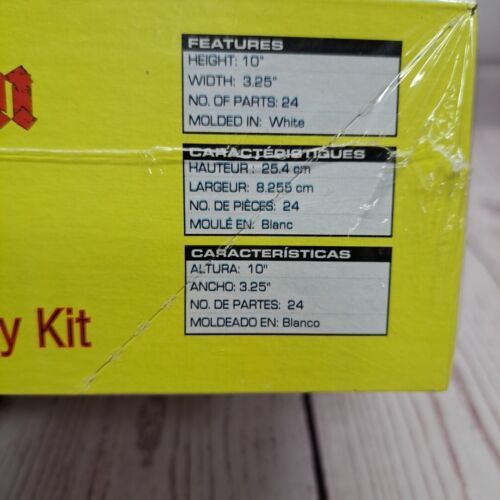 n
FEATURES
HEIGHT: 10"
WIDTH: 3.25"
NO. OF PARTS: 24
MOLDED IN: White
CARACTÉRISTIQUES
HAUTEUR : 25.4 cm
LARGEUR: 8.255 cm
NO. DE PIÈCES: 24
MOULÉ EN: Blanc
CARACTERÍSTICAS
ALTURA: 10"
ANCHO: 3.25"
NO. DE PARTES: 24
MOLDEADO EN: Blanco
y Kit